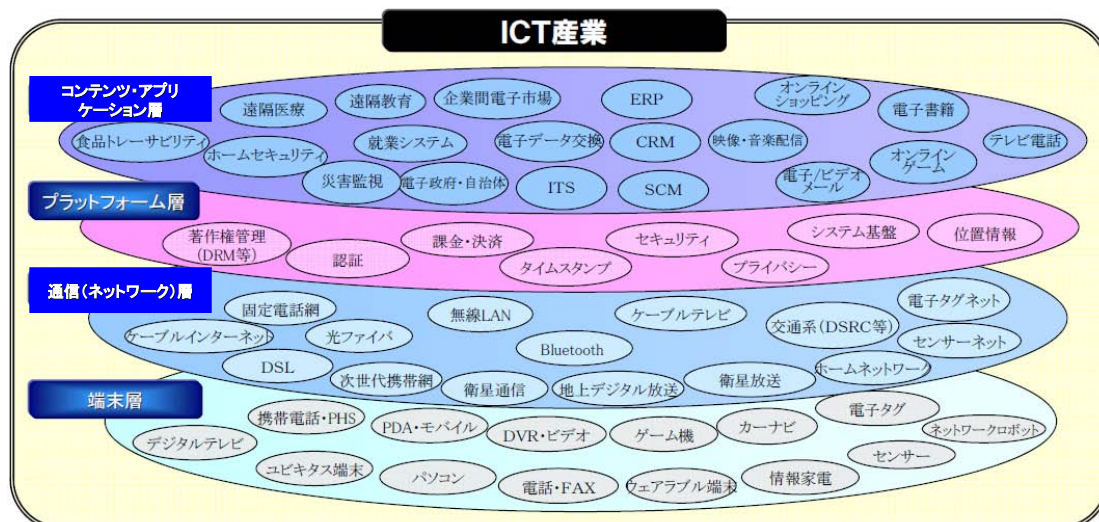 ICT産業
コンテンツ・アプリ
ケーション層
遠隔医療
遠隔教育
企業間電子市場
ERP
オンライン
ショッピング
電子書籍
食品トレーサビリティ
ホームセキュリティ
就業システム
電子データ交換
CRM
映像・音楽配信
オンライン
ゲーム
テレビ電話
災害監視
電子政府・自治体
ITS
SCM
電子/ビデオ
メール
プラットフォーム層
著作権管理
(DRM等)
認証
課金・決済
タイムスタンプ
セキュリティ
プライバシー
システム基盤
位置情報
通信(ネットワーク)層
固定電話網
無線LAN
ケーブルテレビ
交通系(DSRC等)
電子タグネット
ケーブルインターネット
光ファイバ
Bluetooth
センサーネット
DSL
次世代携帯網
衛星通信
地上デジタル放送
衛星放送
ホームネットワーク
端末層
携帯電話・PHS
PDA・モバイル
DVR・ビデオ
ゲーム機
カーナビ
電子タグ
ネットワークロボット
デジタルテレビ
ユビキタス端末
パソコン
電話・FAX
ウェアラブル端末
情報家電
センサー